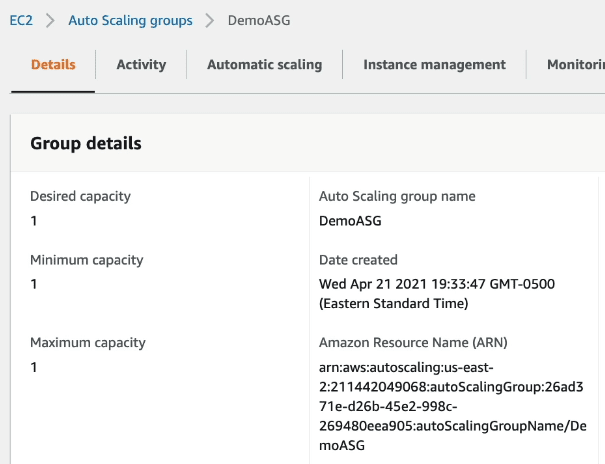 EC2 > Auto Scaling groups > DemoASG
Details Activity Automatic scaling Instance management Monitorin
Group details
Desired capacity
1
Minimum capacity
1
Maximum capacity
1
Auto Scaling group name
DemoASG
Date created
Wed Apr 21 2021 19:33:47 GMT-0500
(Eastern Standard Time)
Amazon Resource Name (ARN)
arn:aws:autoscaling:us-east-
2:211442049068:autoScalingGroup:26ad3
71e-d26b-45e2-998c-
269480eea905:autoScalingGroupName/De
moASG